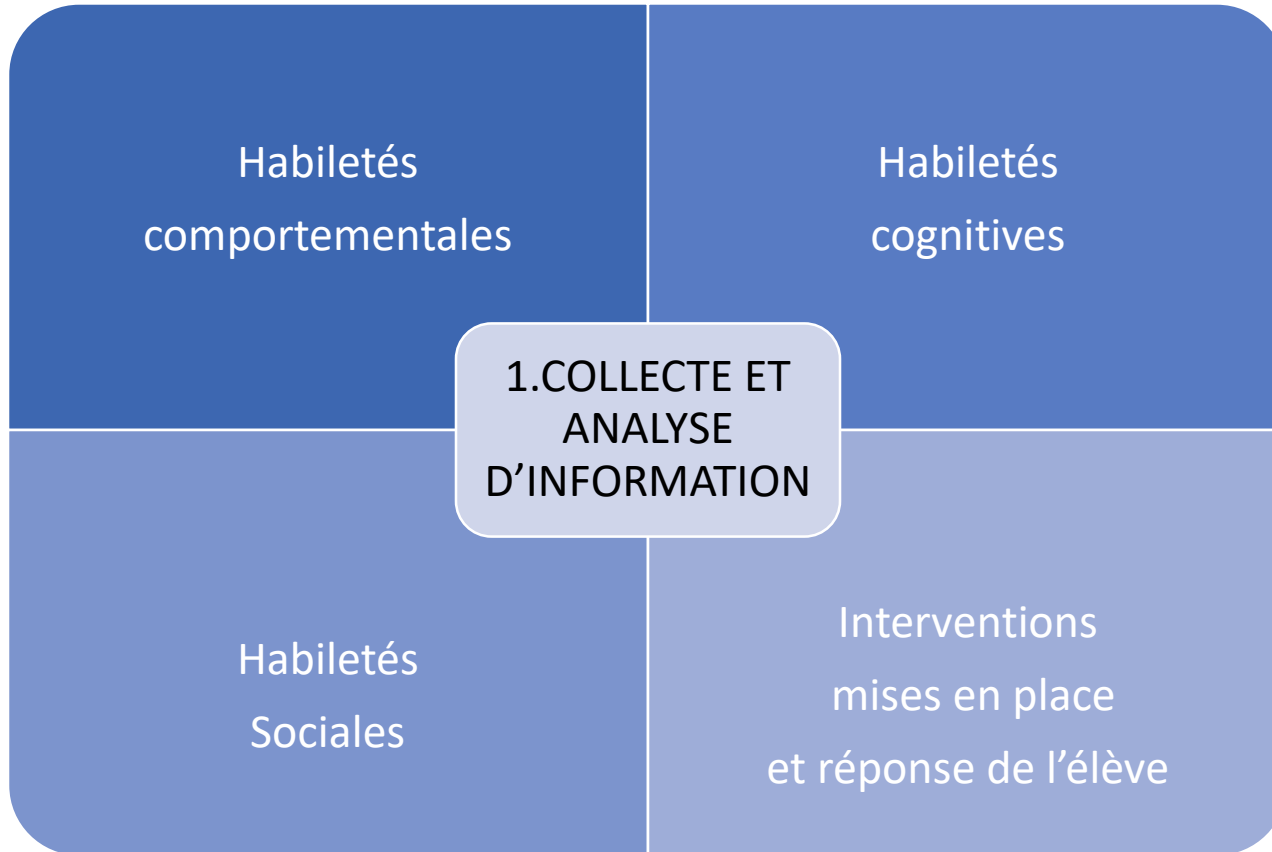 Habiletés
comportementales
Habiletés
cognitives
1.COLLECTE ET
ANALYSE
D’INFORMATION
Habiletés
Sociales
Interventions
mises en place
et réponse de l’élève